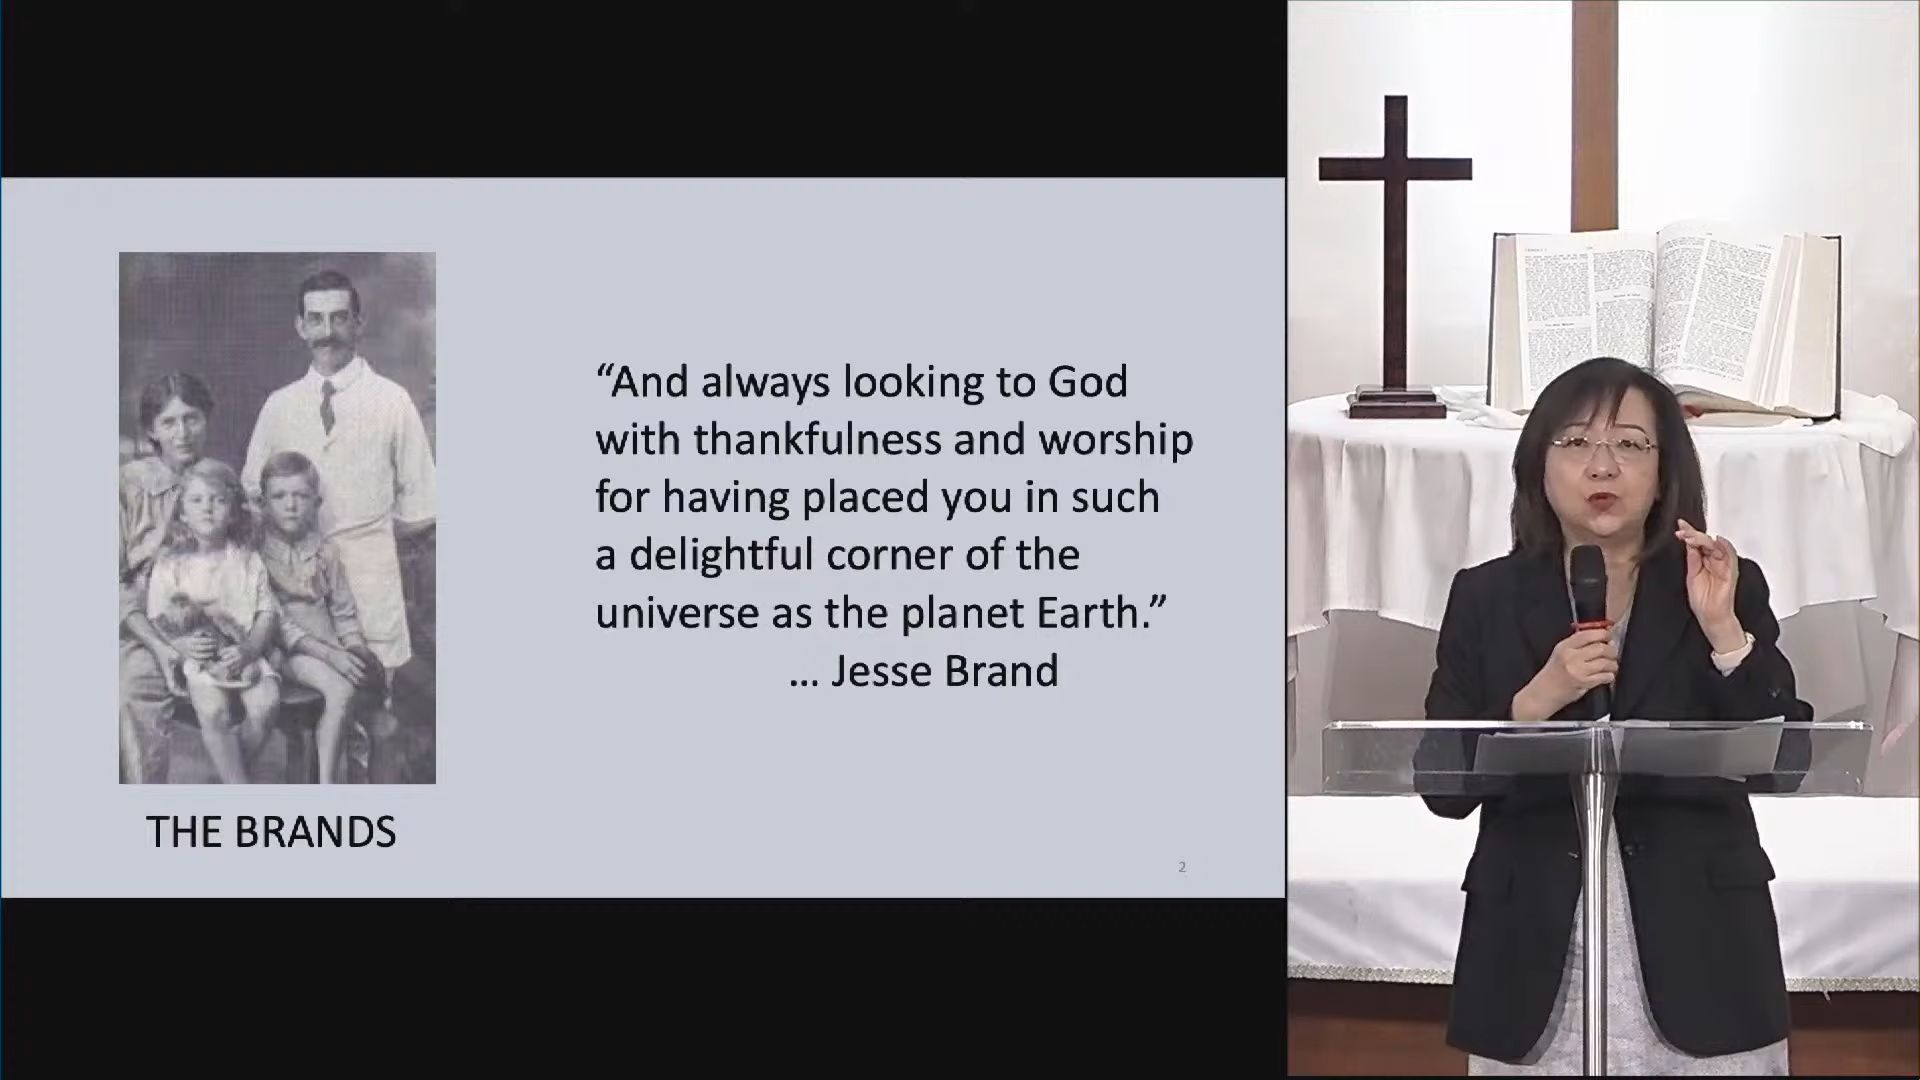 “And always looking to God
with thankfulness and worship
for having placed you in such
a delightful corner of the
universe as the planet Earth.”
... Jesse Brand
THE BRANDS
2